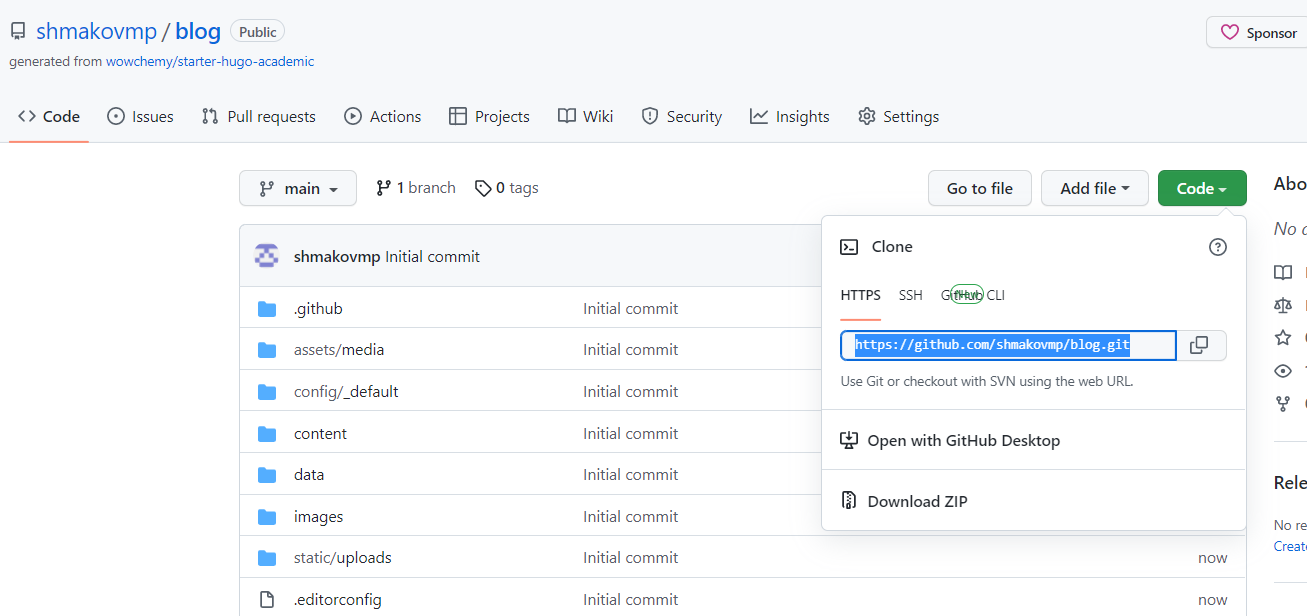 shmakovmp / blog Public
Sponsor
generated from wowchemy/starter-hugo-academic
Code Issues Pull requests Actions Projects Wiki Security Insights Settings
main 1 branch 0 tags Go to file Add file Code
shmakovmp Initial commit
.github Initial commit
assets/media Initial commit
config/_default Initial commit
content Initial commit
data Initial commit
images Initial commit
static/uploads Initial commit now
.editorconfig Initial commit now
Clone
HTTPS SSH GitHub CLI
https://github.com/shmakovmp/blog.git
Use Git or checkout with SVN using the web URL.
Open with GitHub Desktop
Download ZIP
Abo
No
Rele
No re
Create